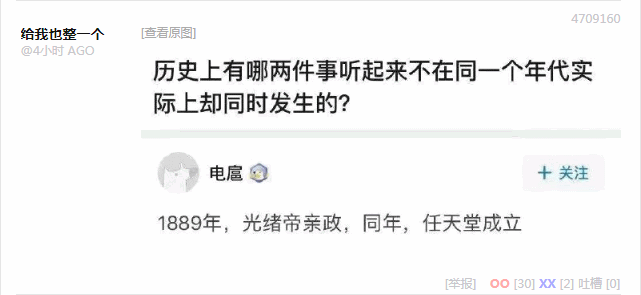 4709160
给我也整一个
@4小时 AGO
[查看原图]
历史上有哪两件事听起来不在同一个年代实
际上却同时发生的?
电扈
+ 关注
1889年，光绪帝亲政，同年，任天堂成立
[举报] OO [30] XX [2] 吐槽 [0]